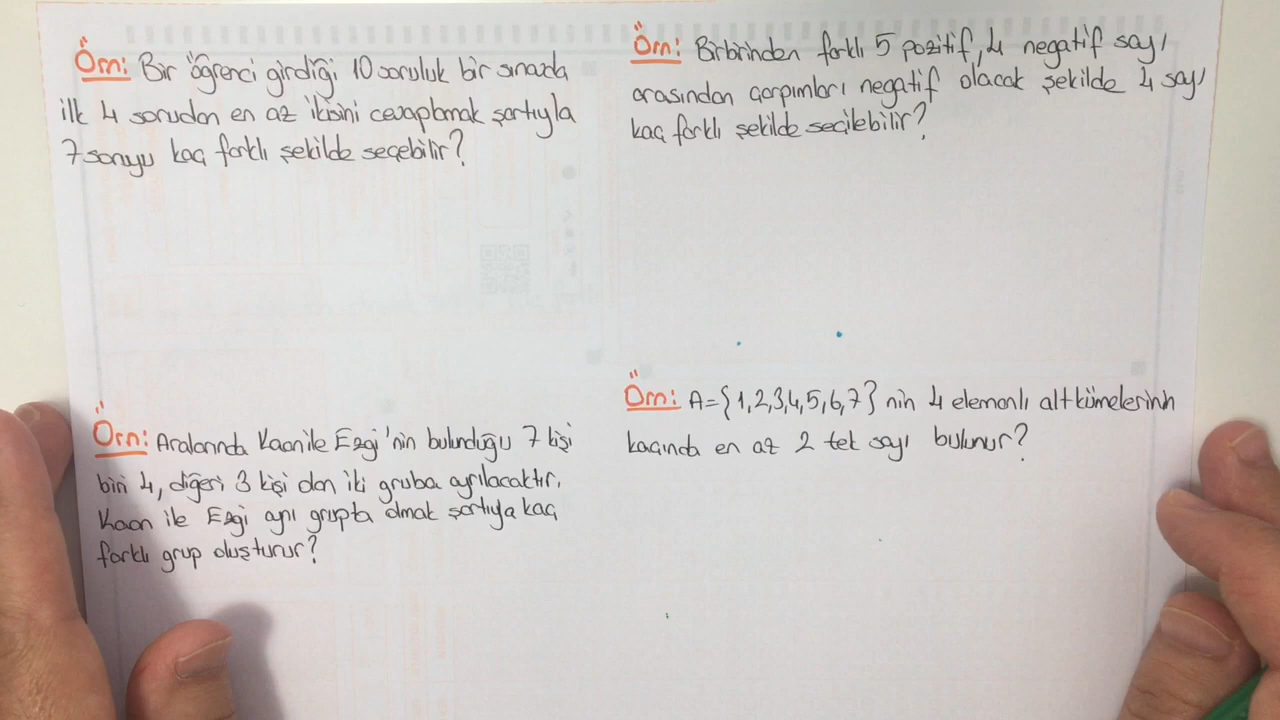 Örn: Bir öğrenci girdiği 10 soruluk bir sınavda
ilk 4 sorudan en az ikisini cevaplamak şartıyla
7 soruyu kaç farklı şekilde seçebilir?
Örn: Birbirinden farklı 5 pozitif, 4 negatif sayı
arasından çarpımları negatif olacak şekilde 4 sayı
kaç farklı şekilde seçilebilir?
Örn: Aralarında Kaan ile Ezgi'nin bulunduğu 7 kişi
biri 4, diğeri 3 kişi olan iki gruba ayrılacaktır.
Kaan ile Ezgi aynı grupta olmak şartıyla kaç
farklı grup oluşturur?
Örn: A={1,2,3,4,5,6,7} nin 4 elemanlı alt kümelerinin
kaçında en az 2 tek sayı bulunur?